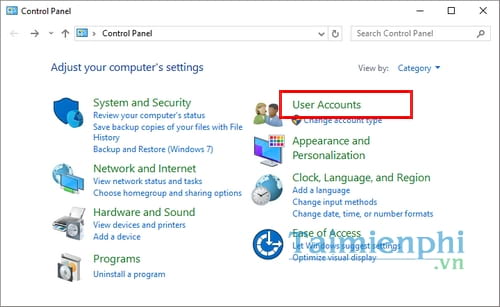 Control Panel
Control Panel
Search Control Panel
Adjust your computer's settings
View by: Category
System and Security
Review your computer's status
Save backup copies of your files with File
History
Backup and Restore (Windows 7)
Network and Internet
View network status and tasks
Choose homegroup and sharing options
Hardware and Sound
View devices and printers
Add a device
Programs
Uninstall a program
User Accounts
Change account type
Appearance and
Personalization
Clock, Language, and Region
Add a language
Change input methods
Change date, time, or number formats
Ease of Access
Let Windows suggest settings
Optimize visual display
Taimienphi
.vn